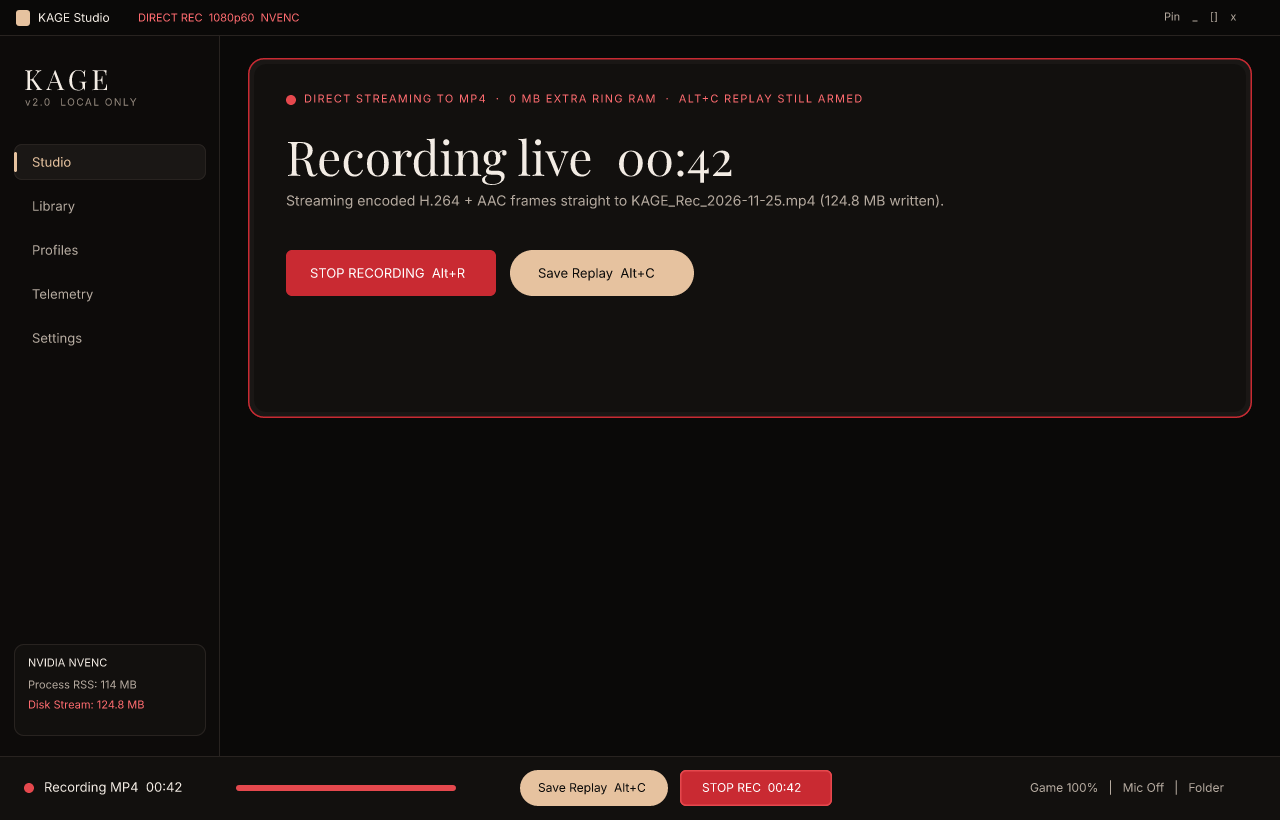 KAGE Studio DIRECT REC 1080p60 NVENC Pin _ [] x
KAGE
v2.0 LOCAL ONLY
Studio
Library
Profiles
Telemetry
Settings
DIRECT STREAMING TO MP4 · 0 MB EXTRA RING RAM · ALT+C REPLAY STILL ARMED
Recording live 00:42
Streaming encoded H.264 + AAC frames straight to KAGE_Rec_2026-11-25.mp4 (124.8 MB written).
STOP RECORDING Alt+R Save Replay Alt+C
NVIDIA NVENC
Process RSS: 114 MB
Disk Stream: 124.8 MB
Recording MP4 00:42 Save Replay Alt+C STOP REC 00:42 Game 100% | Mic Off | Folder